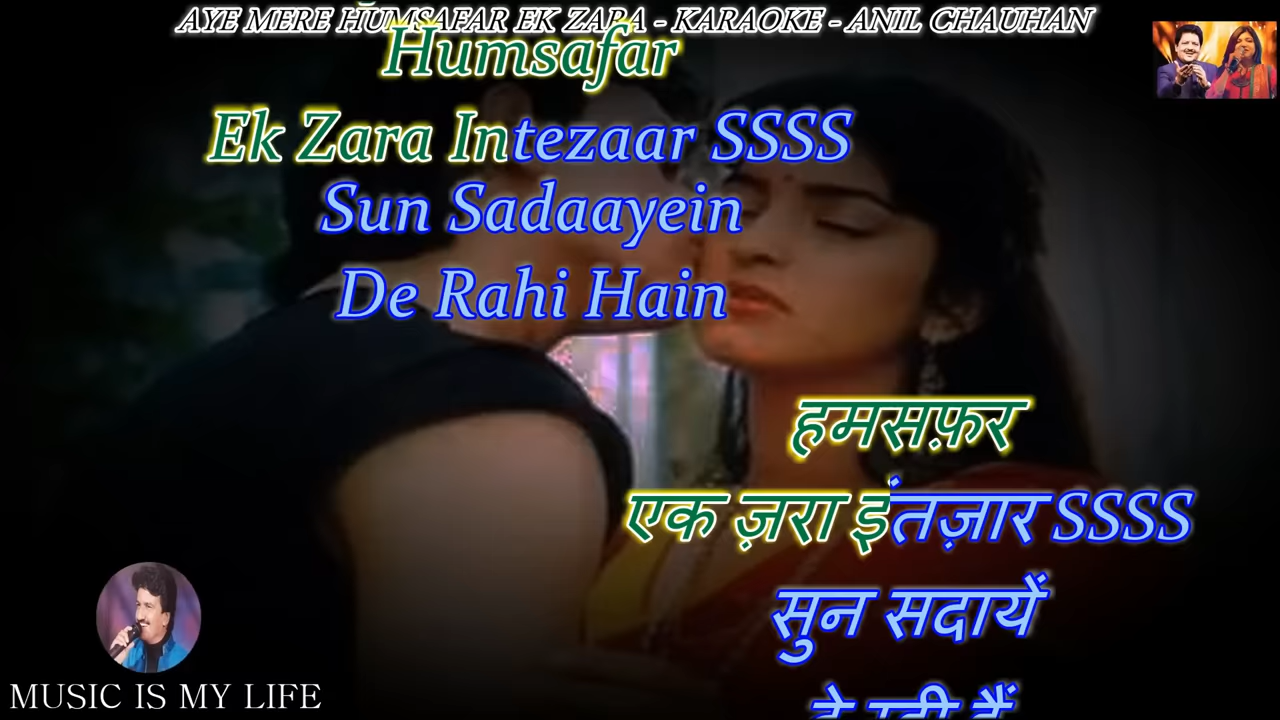 AYE MERE HUMSAFAR EK ZARA - KARAOKE - ANIL CHAUHAN
Humsafar
Ek Zara Intezaar SSSS
Sun Sadaayein
De Rahi Hain
हमसफ़र
एक ज़रा इंतज़ार SSSS
सुन सदायें
दे रही हैं
MUSIC IS MY LIFE